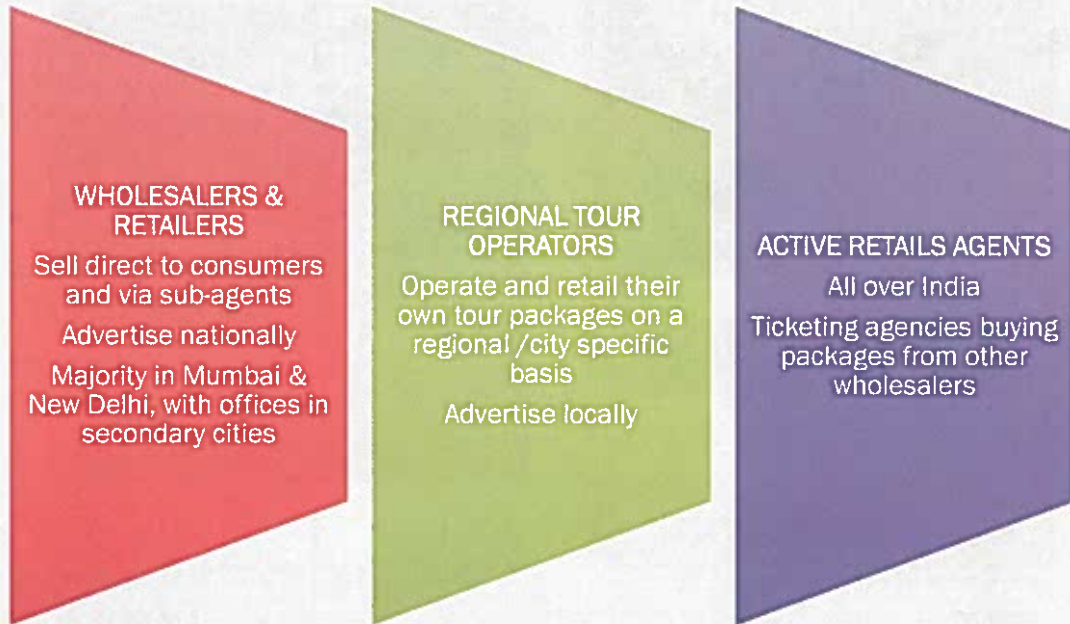 WHOLESALERS &
RETAILERS
Sell direct to consumers
and via sub-agents
Advertise nationally
Majority in Mumbai &
New Delhi, with offices in
secondary cities
REGIONAL TOUR
OPERATORS
Operate and retail their
own tour packages on a
regional /city specific
basis
Advertise locally
ACTIVE RETAILS AGENTS
All over India
Ticketing agencies buying
packages from other
wholesalers